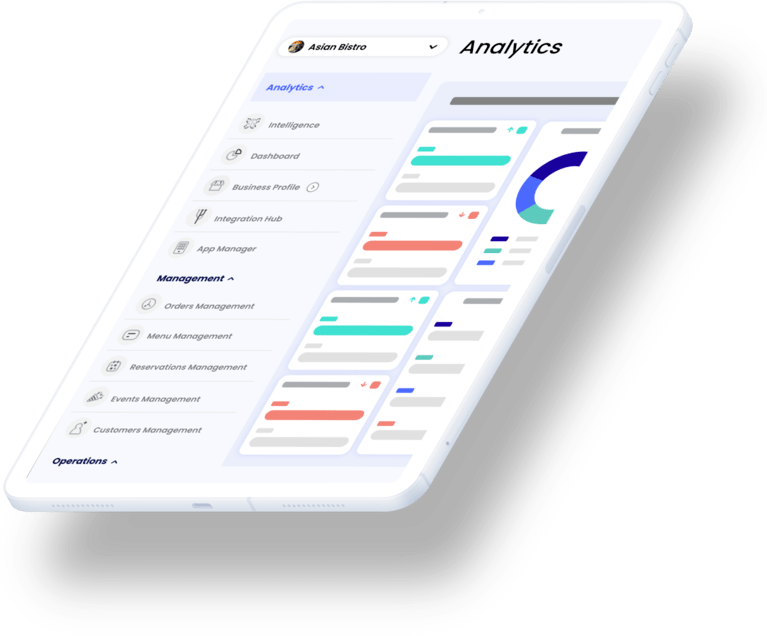 Asian Bistro
Analytics
Analytics
Intelligence
Dashboard
Business Profile
Integration Hub
App Manager
Management
Orders Management
Menu Management
Reservations Management
Events Management
Customers Management
Operations